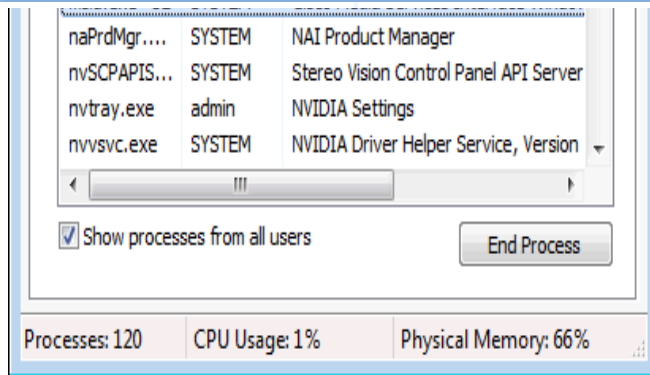 naPrdMgr.... SYSTEM NAI Product Manager
nvSCPAPIS... SYSTEM Stereo Vision Control Panel API Server
nvtray.exe admin NVIDIA Settings
nvvsvc.exe SYSTEM NVIDIA Driver Helper Service, Version
Show processes from all users
End Process
Processes: 120 CPU Usage: 1% Physical Memory: 66%